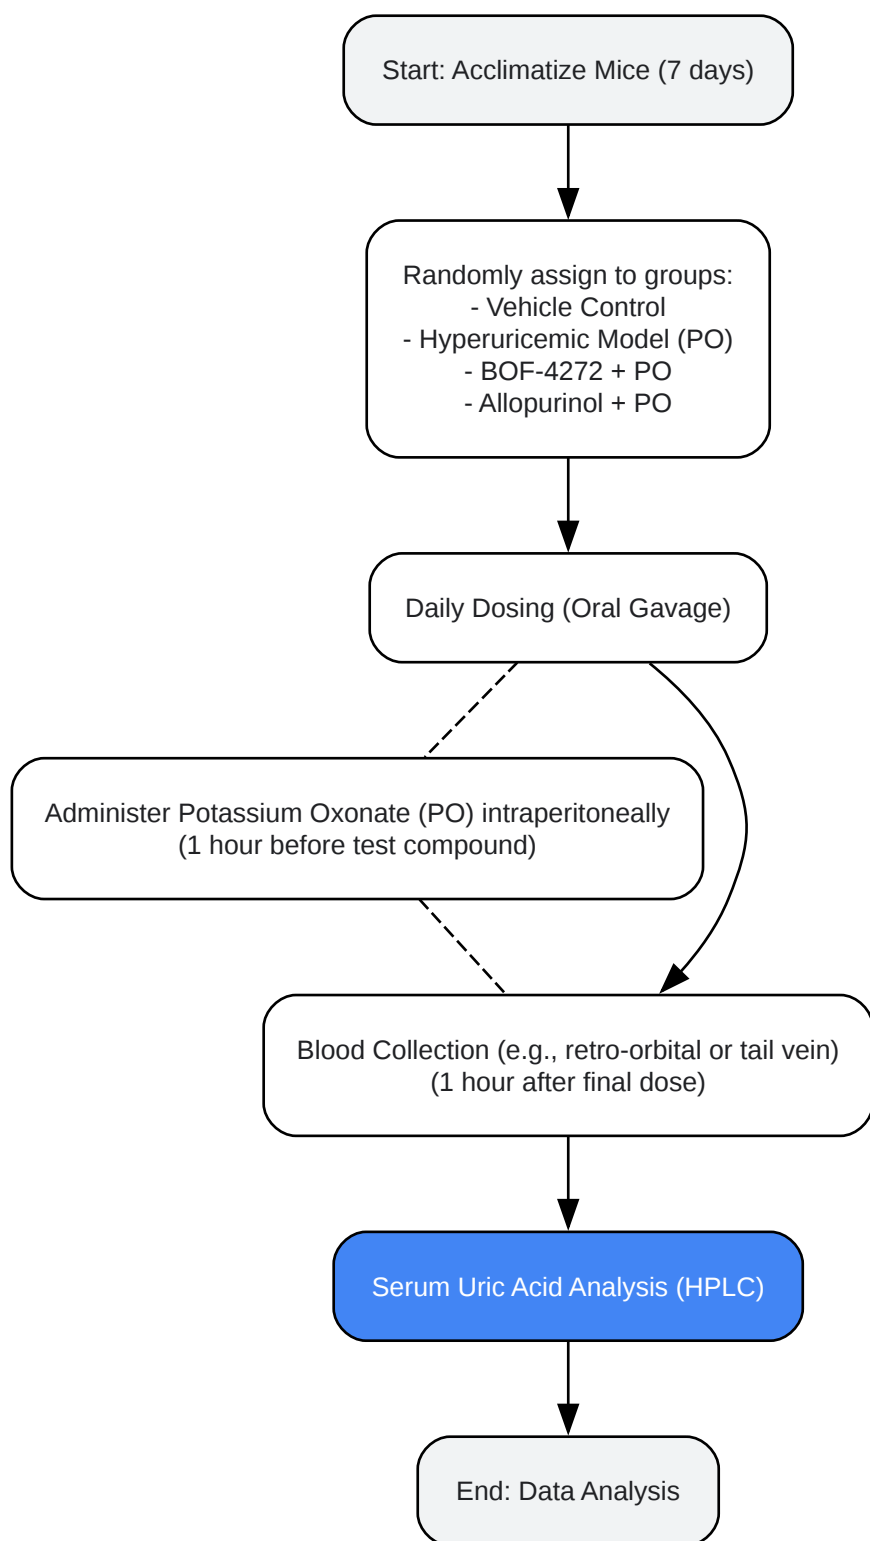 Start: Acclimatize Mice (7 days)
Randomly assign to groups:
- Vehicle Control
- Hyperuricemic Model (PO)
- BOF-4272 + PO
- Allopurinol + PO
Daily Dosing (Oral Gavage)
Administer Potassium Oxonate (PO) intraperitoneally
(1 hour before test compound)
Blood Collection (e.g., retro-orbital or tail vein)
(1 hour after final dose)
Serum Uric Acid Analysis (HPLC)
End: Data Analysis